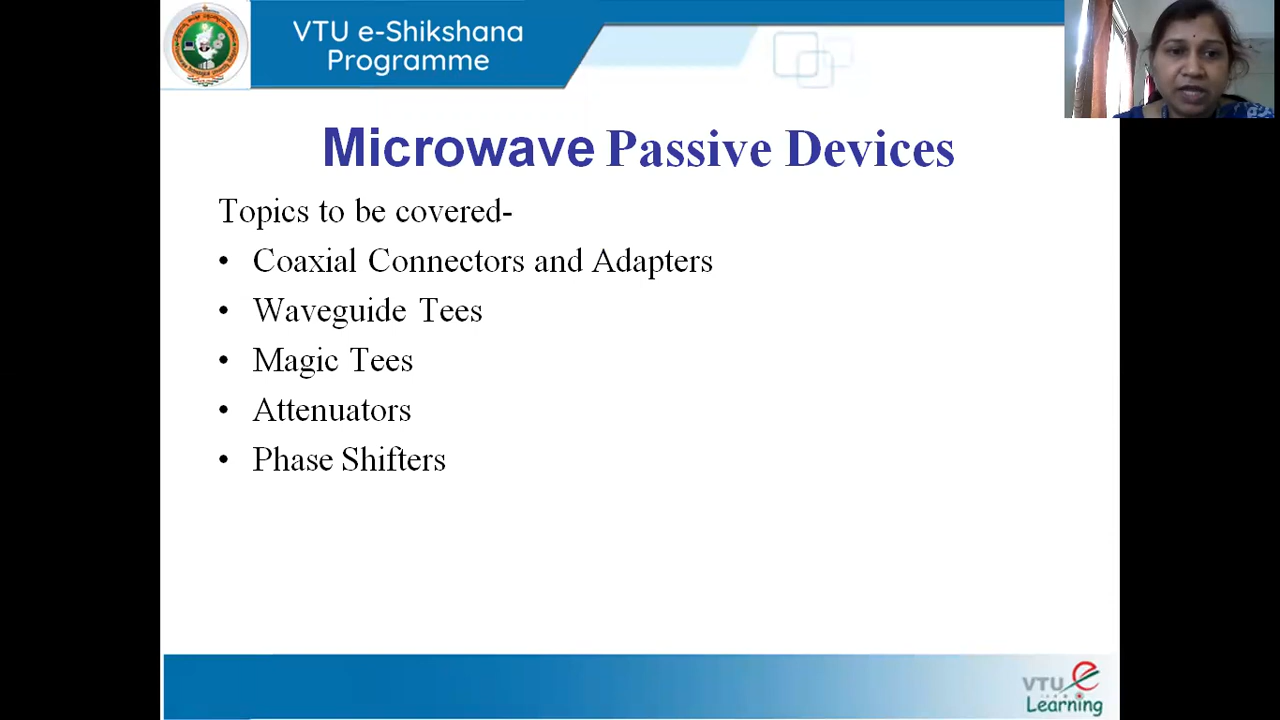 VTU e-Shikshana
Programme
Microwave Passive Devices
Topics to be covered-
• Coaxial Connectors and Adapters
• Waveguide Tees
• Magic Tees
• Attenuators
• Phase Shifters
VTU e
Learning